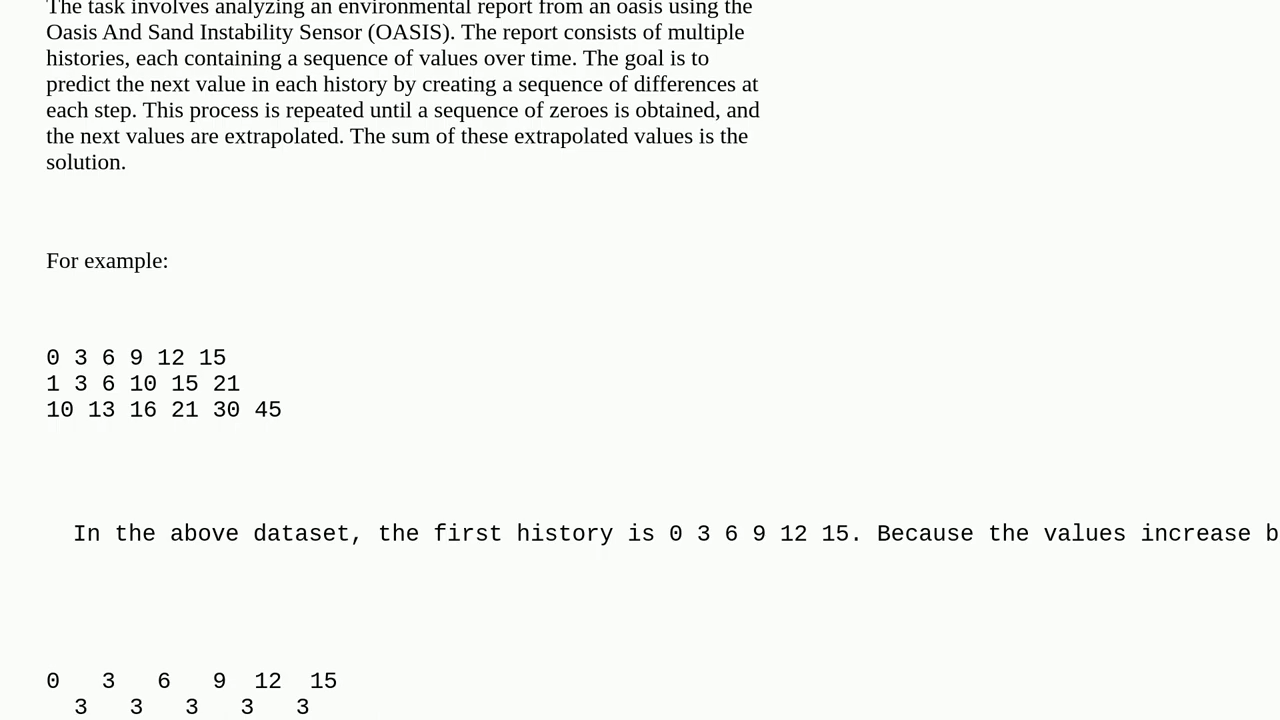 The task involves analyzing an environmental report from an oasis using the
Oasis And Sand Instability Sensor (OASIS). The report consists of multiple
histories, each containing a sequence of values over time. The goal is to
predict the next value in each history by creating a sequence of differences at
each step. This process is repeated until a sequence of zeroes is obtained, and
the next values are extrapolated. The sum of these extrapolated values is the
solution.
For example:
0 3 6 9 12 15
1 3 6 10 15 21
10 13 16 21 30 45
In the above dataset, the first history is 0 3 6 9 12 15. Because the values increase b
0   3   6   9  12  15
  3   3   3   3   3